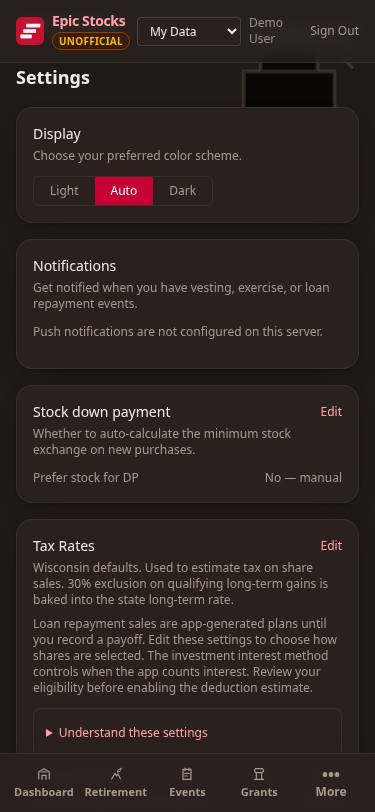 Epic Stocks
UNOFFICIAL
My Data
Demo User
Sign Out
Settings
Display
Choose your preferred color scheme.
Light Auto Dark
Notifications
Get notified when you have vesting, exercise, or loan
repayment events.
Push notifications are not configured on this server.
Stock down payment Edit
Whether to auto-calculate the minimum stock
exchange on new purchases.
Prefer stock for DP No — manual
Tax Rates Edit
Wisconsin defaults. Used to estimate tax on share
sales. 30% exclusion on qualifying long-term gains is
baked into the state long-term rate.
Loan repayment sales are app-generated plans until
you record a payoff. Edit these settings to choose how
shares are selected. The investment interest method
controls when the app counts interest. Review your
eligibility before enabling the deduction estimate.
Understand these settings
Dashboard Retirement Events Grants More